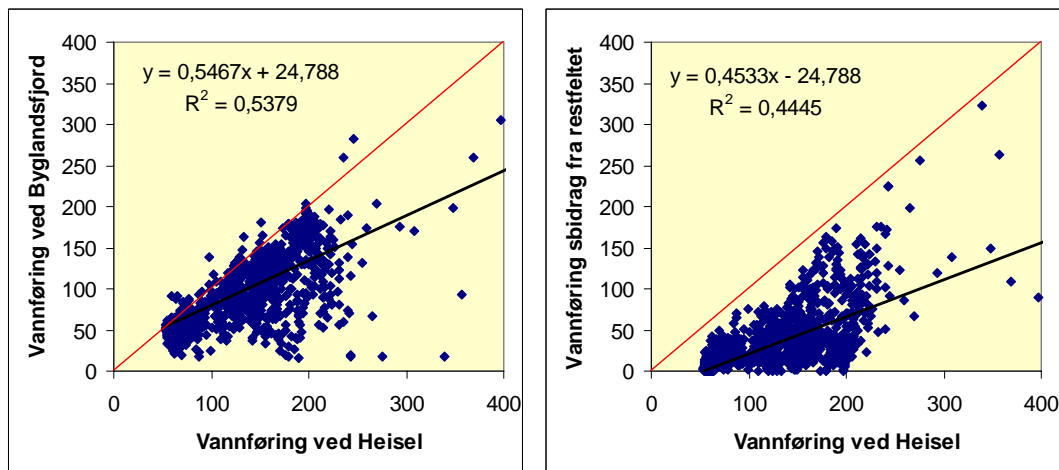 Vannføring ved Byglandsfjord
400
350
300
250
200
150
100
50
0
y = 0,5467x + 24,788
R² = 0,5379
0 100 200 300 400
Vannføring ved Heisel
Vannføring sbidrag fra restfeltet
400
350
300
250
200
150
100
50
0
y = 0,4533x - 24,788
R² = 0,4445
0 100 200 300 400
Vannføring ved Heisel